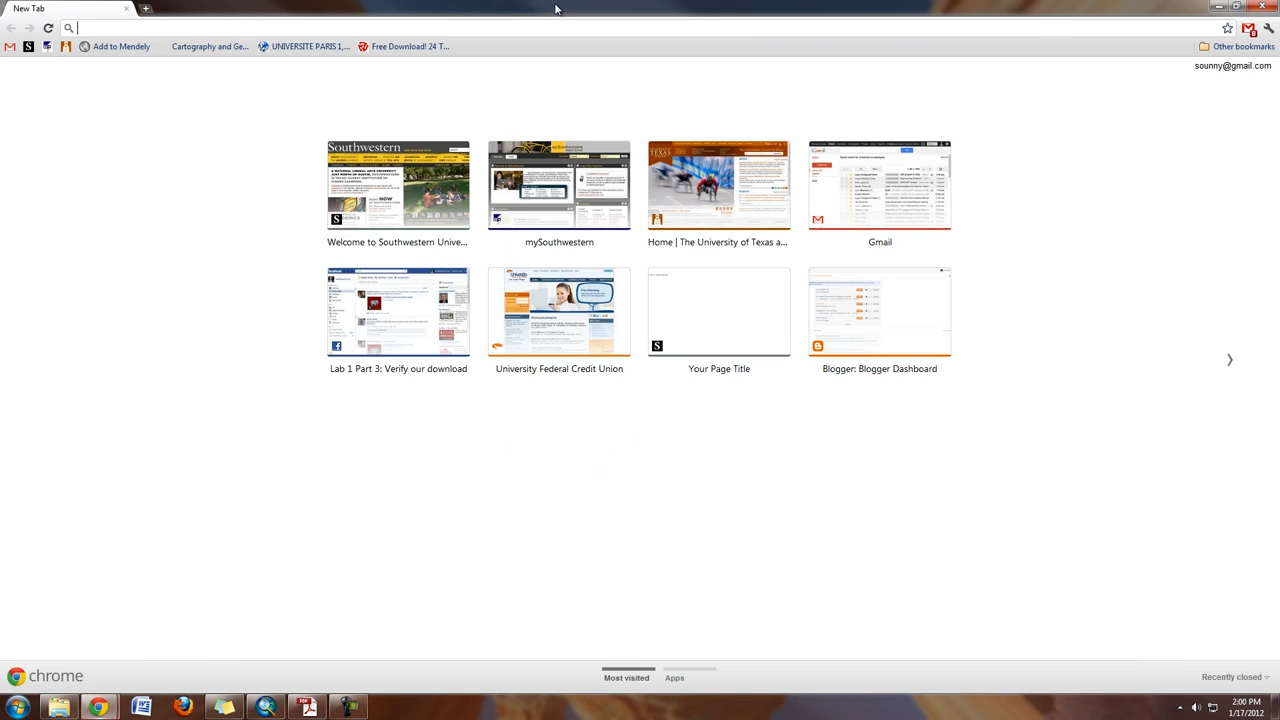 New Tab
Add to Mendely
Cartography and Ge...
UNIVERSITE PARIS 1,...
Free Download! 24 T...
Other bookmarks
sounny@gmail.com
Southwestern
TEXAS
Welcome to Southwestern Unive...
mySouthwestern
Home | The University of Texas a...
Gmail
Lab 1 Part 3: Verify our download
University Federal Credit Union
Your Page Title
Blogger: Blogger Dashboard
chrome
Most visited
Apps
Recently closed
2:00 PM
1/17/2012